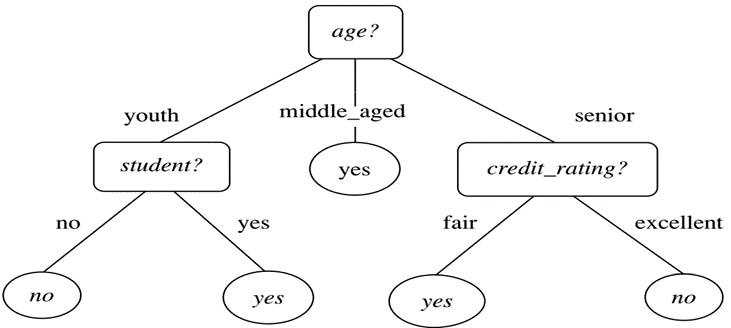 age?
youth
middle_aged
senior
student?
yes
credit_rating?
no
yes
fair
excellent
no
yes
yes
no